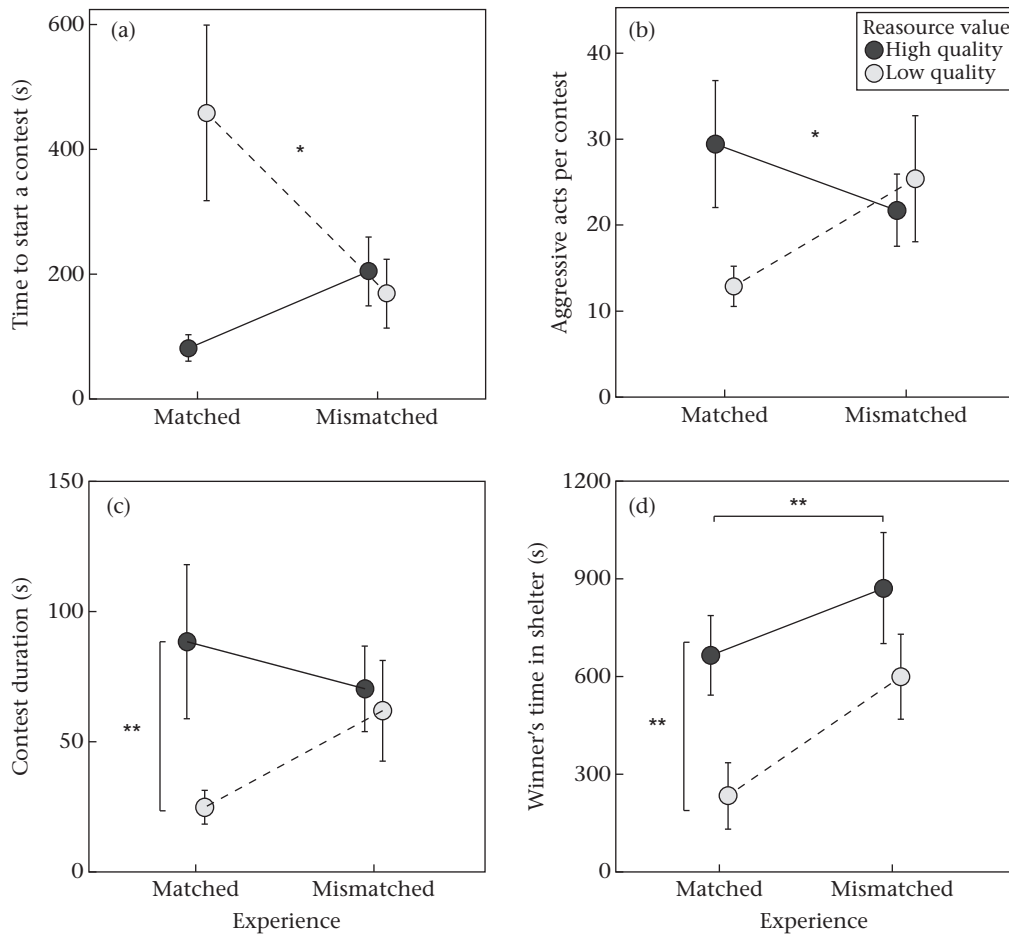 (a)
600
400
200
0
Time to start a contest (s)
*
Matched Mismatched
(b)
Reasource value
High quality
Low quality
40
30
20
10
0
Aggressive acts per contest
*
Matched Mismatched
(c)
150
100
50
0
Contest duration (s)
**
Matched Mismatched
Experience
(d)
1200
900
600
300
0
Winner's time in shelter (s)
**
**
Matched Mismatched
Experience